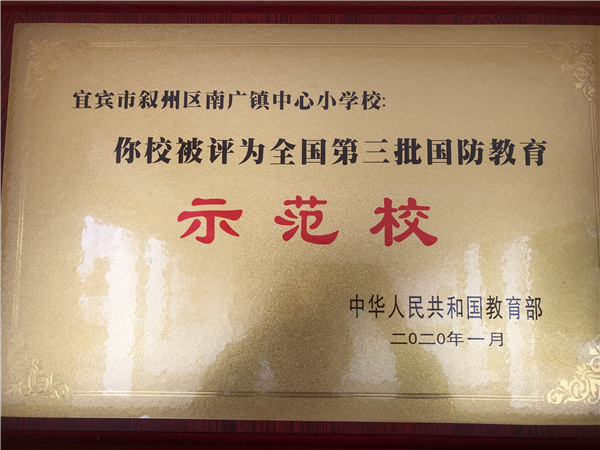 宜宾市叙州区南广镇中心小学校:
你校被评为全国第三批国防教育
示范校
中华人民共和国教育部
二〇二〇年一月